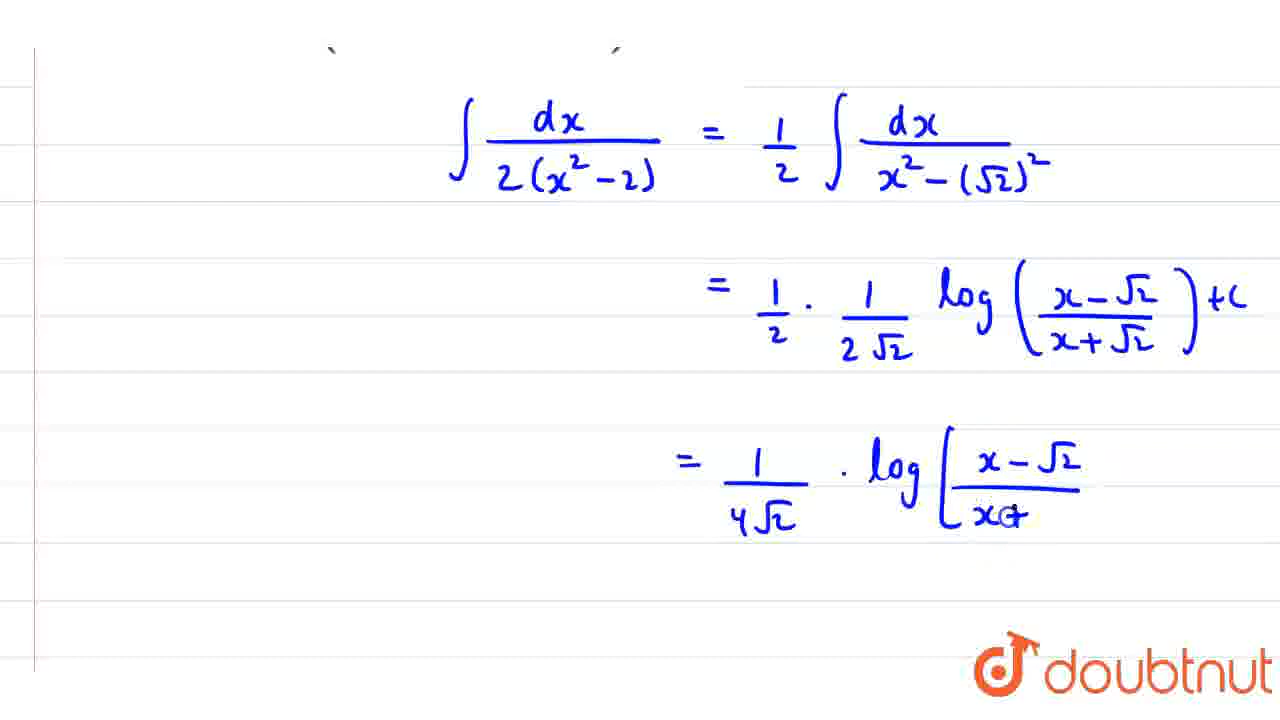 ∫ dx / 2(x² – 2) = 1/2 ∫ dx / x² – (√2)²
= 1/2 · 1/2√2 log (x – √2 / x + √2) + c
= 1/4√2 · log [x – √2 / x +
doubtnut